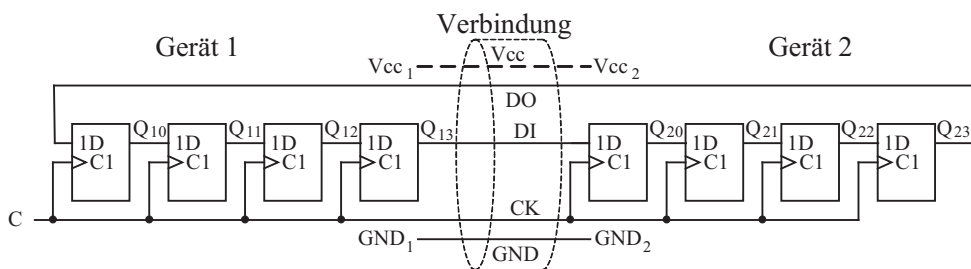 Verbindung
Gerät 1
Gerät 2
Vcc1 Vcc Vcc2
DO
Q10 Q11 Q12 Q13 DI Q20 Q21 Q22 Q23
1D 1D 1D 1D 1D 1D 1D 1D
C1 C1 C1 C1 C1 C1 C1 C1
C CK
GND1 GND GND2